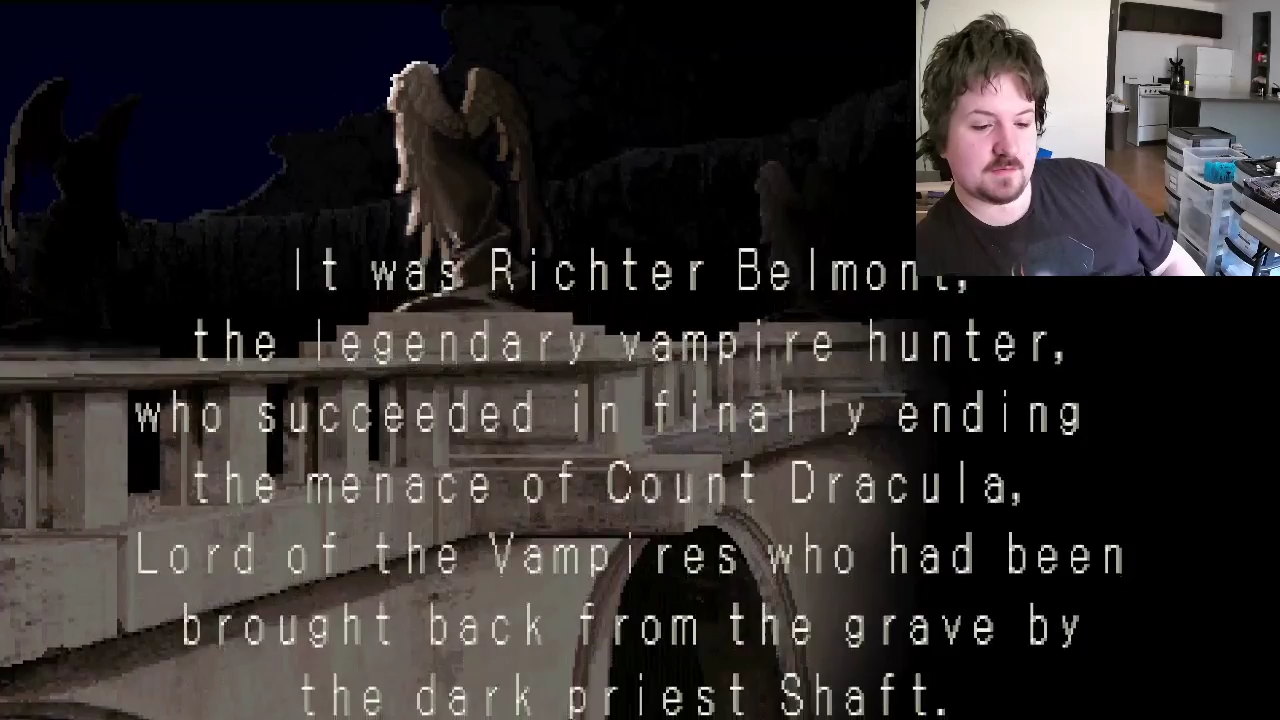 It was Richter Belmont,
the legendary vampire hunter,
who succeeded in finally ending
the menace of Count Dracula,
Lord of the Vampires who had been
brought back from the grave by
the dark priest Shaft.